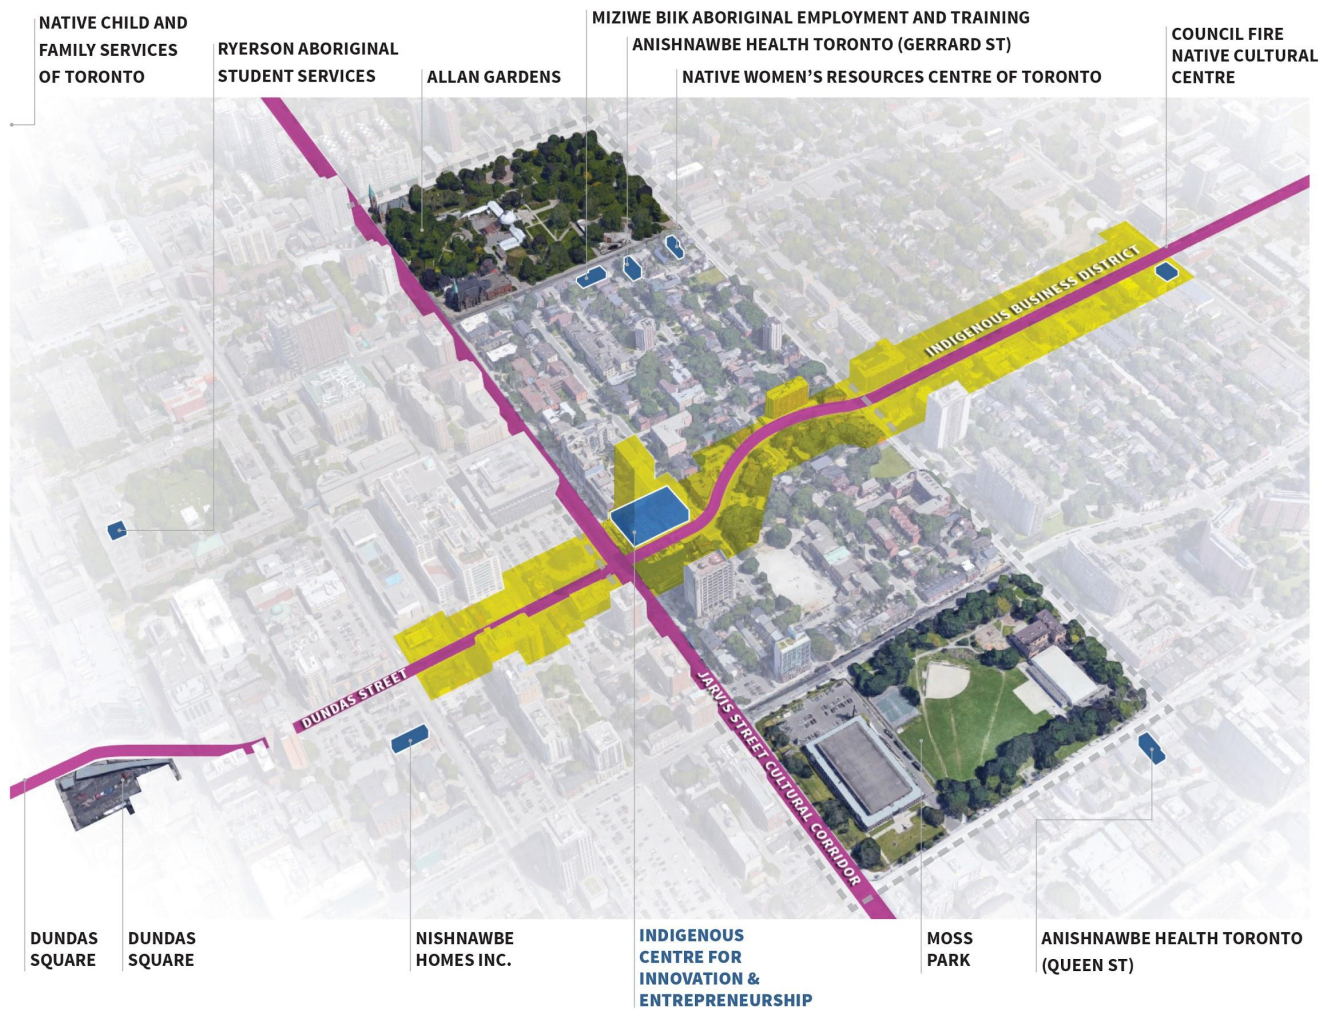 NATIVE CHILD AND
FAMILY SERVICES
OF TORONTO
RYERSON ABORIGINAL
STUDENT SERVICES
ALLAN GARDENS
MIZIWE BIIK ABORIGINAL EMPLOYMENT AND TRAINING
ANISHNAWBE HEALTH TORONTO (GERRARD ST)
NATIVE WOMEN’S RESOURCES CENTRE OF TORONTO
COUNCIL FIRE
NATIVE CULTURAL
CENTRE
INDIGENOUS BUSINESS DISTRICT
DUNDAS STREET
JARVIS STREET CULTURAL CORRIDOR
DUNDAS
SQUARE
DUNDAS
SQUARE
NISHNAWBE
HOMES INC.
INDIGENOUS
CENTRE FOR
INNOVATION &
ENTREPRENEURSHIP
MOSS
PARK
ANISHNAWBE HEALTH TORONTO
(QUEEN ST)